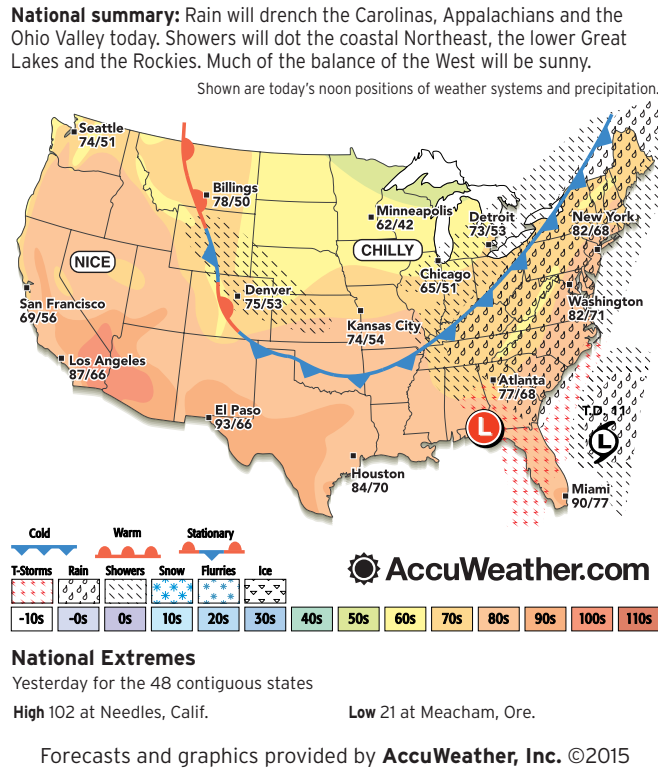 National summary: Rain will drench the Carolinas, Appalachians and the
Ohio Valley today. Showers will dot the coastal Northeast, the lower Great
Lakes and the Rockies. Much of the balance of the West will be sunny.
Shown are today's noon positions of weather systems and precipitation.
Seattle
74/51
Billings
78/50
Minneapolis
62/42
Detroit
73/53
New York
82/68
NICE
CHILLY
Chicago
65/51
Denver
75/53
San Francisco
69/56
Washington
82/71
Kansas City
74/54
Los Angeles
87/66
Atlanta
77/68
El Paso
93/66
T.D. 11
L
L
Houston
84/70
Miami
90/77
Cold Warm Stationary
T-Storms Rain Showers Snow Flurries Ice
AccuWeather.com
-10s -0s 0s 10s 20s 30s 40s 50s 60s 70s 80s 90s 100s 110s
National Extremes
Yesterday for the 48 contiguous states
High 102 at Needles, Calif. Low 21 at Meacham, Ore.
Forecasts and graphics provided by AccuWeather, Inc. ©2015